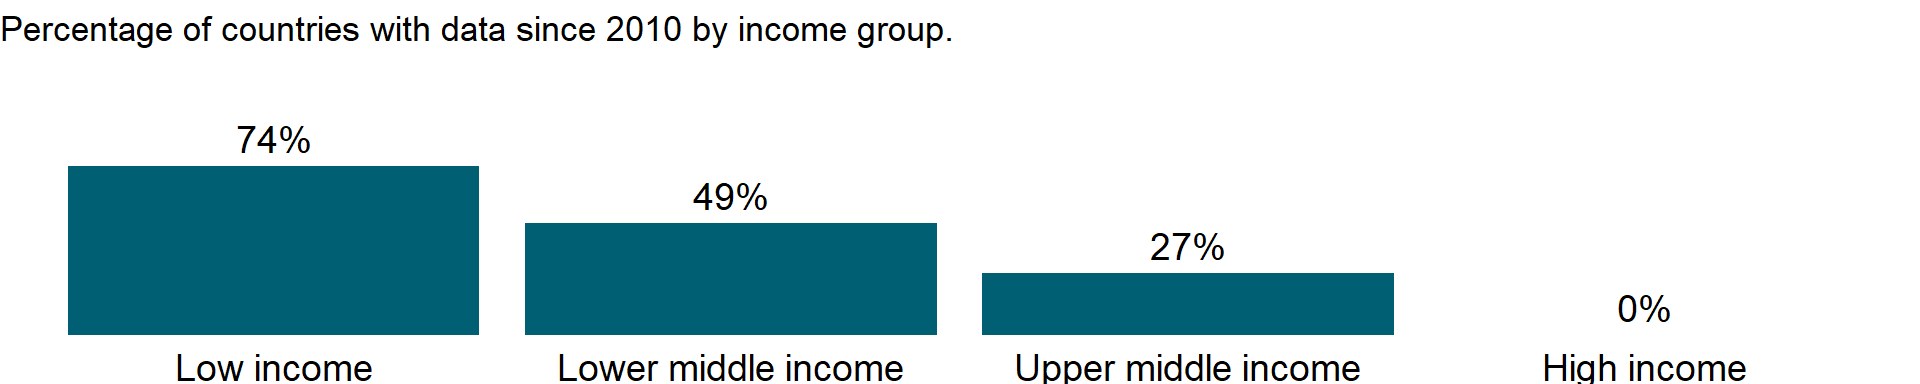 Percentage of countries with data since 2010 by income group.
74%
49%
27%
0%
Low income
Lower middle income
Upper middle income
High income